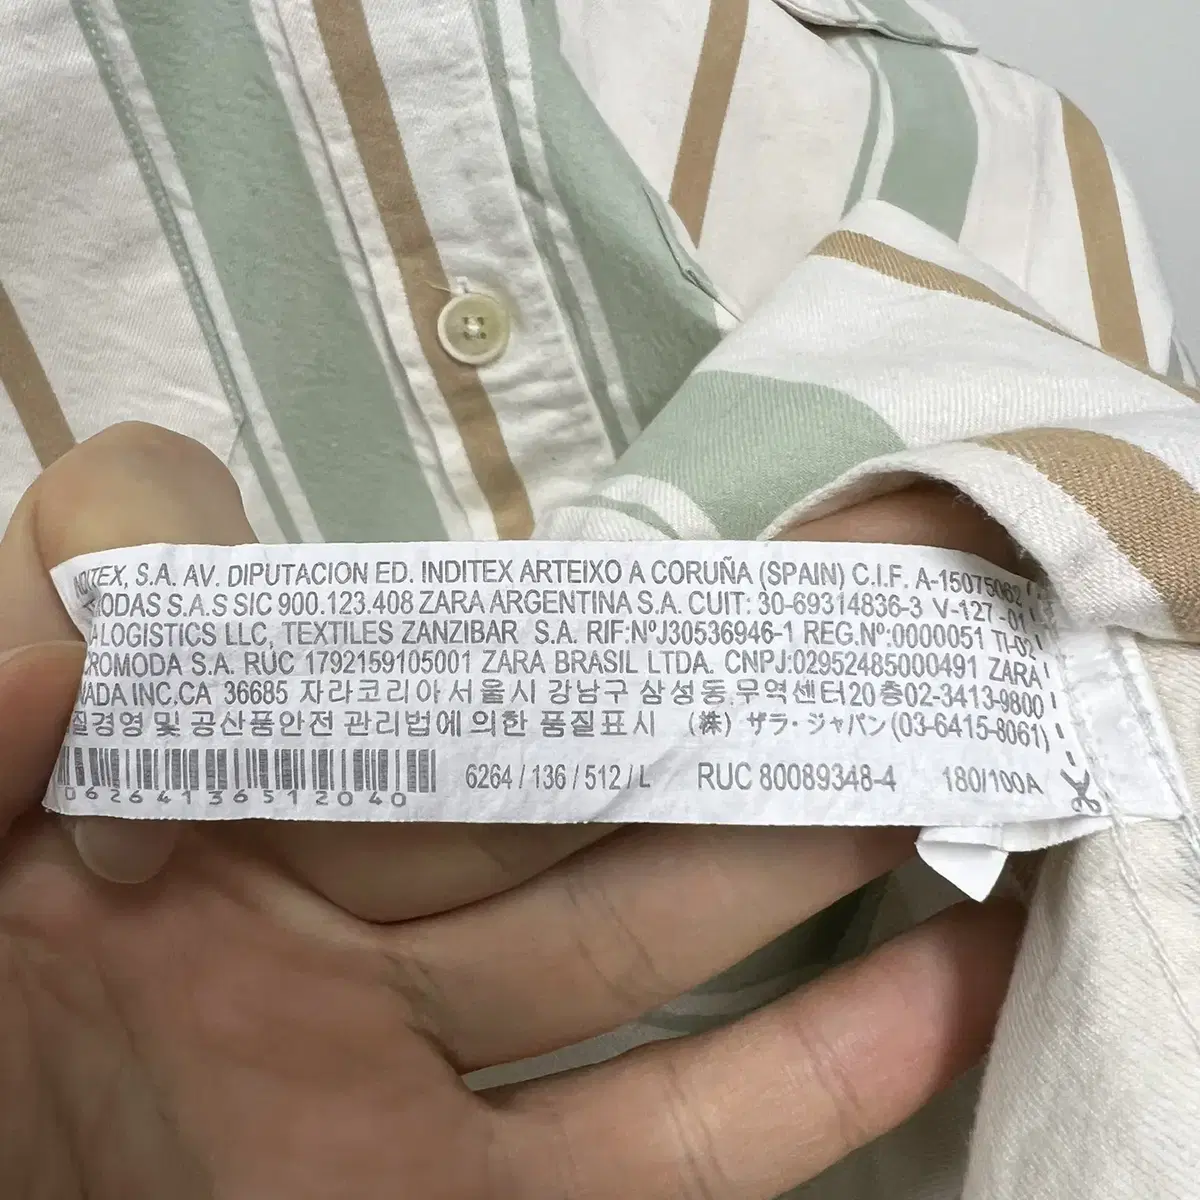 INDITEX, S.A. AV. DIPUTACION ED. INDITEX ARTEIXO A CORUÑA (SPAIN) C.I.F. A-15075062
MODAS S.A.S SIC 900.123.408 ZARA ARGENTINA S.A. CUIT: 30-69314836-3 V-127-01
LOGISTICS LLC, TEXTILES ZANZIBAR S.A. RIF:NºJ30536946-1 REG.Nº:0000051 TI-02
ROMODA S.A. RUC 1792159105001 ZARA BRASIL LTDA. CNPJ:02952485000491 ZARA
NADA INC.CA 36685 자라코리아 서울시 강남구 삼성동 무역센터20층02-3413-9800
질경영 및 공산품안전 관리법에 의한 품질표시 (株) ザラ・ジャパン(03-6415-8061)
0626413651 2040 6264 / 136 / 512 / L RUC 80089348-4 180/100A